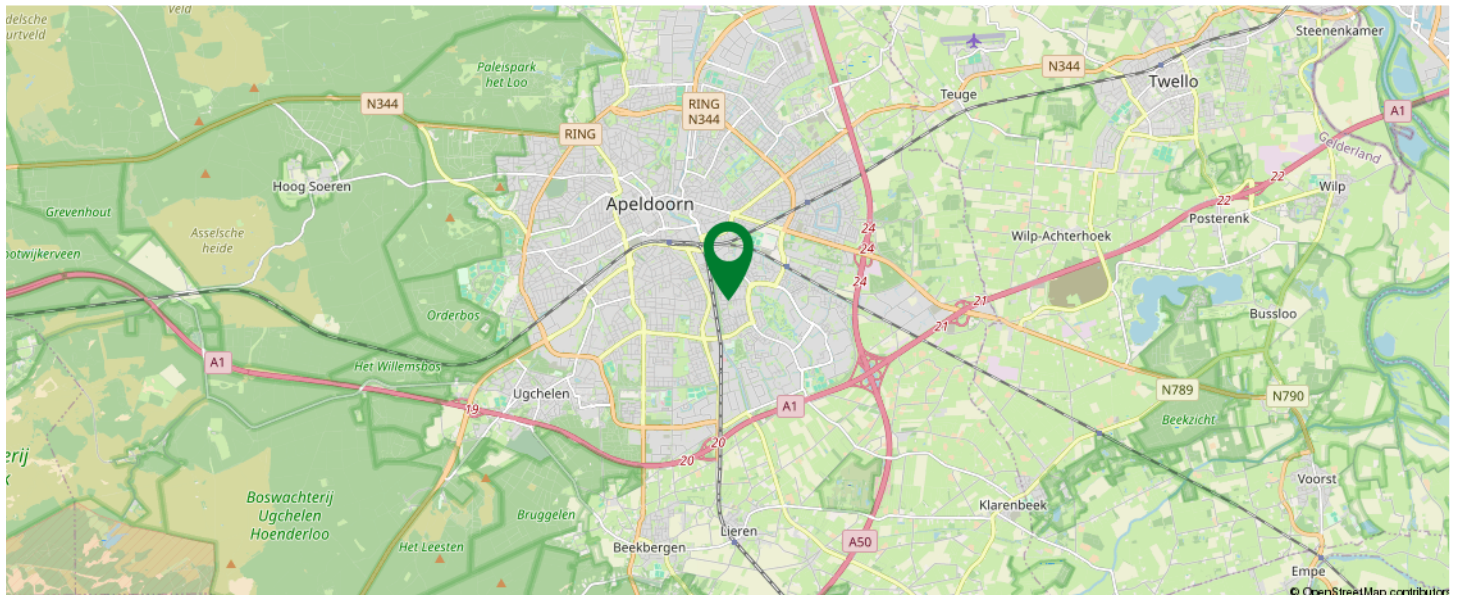 delsche
urtveld
Veld
Steenenkamer
Paleispark
het Loo
N344
Twello
N344
Teuge
RING
N344
A1
RING
Gelderland
Hoog Soeren
22
Wilp
Grevenhout
Apeldoorn
22
Posterenk
Asselsche
heide
24
Wilp-Achterhoek
ootwijkerveen
24
24
21
Orderbos
21
Bussloo
A1
Het Willemsbos
Ugchelen
19
A1
N789
N790
Beekzicht
20
20
erij
k
Boswachterij
Ugchelen
Hoenderloo
Voorst
Klarenbeek
Bruggelen
Lieren
A50
Het Leesten
Beekbergen
Empe
© OpenStreetMap contributors